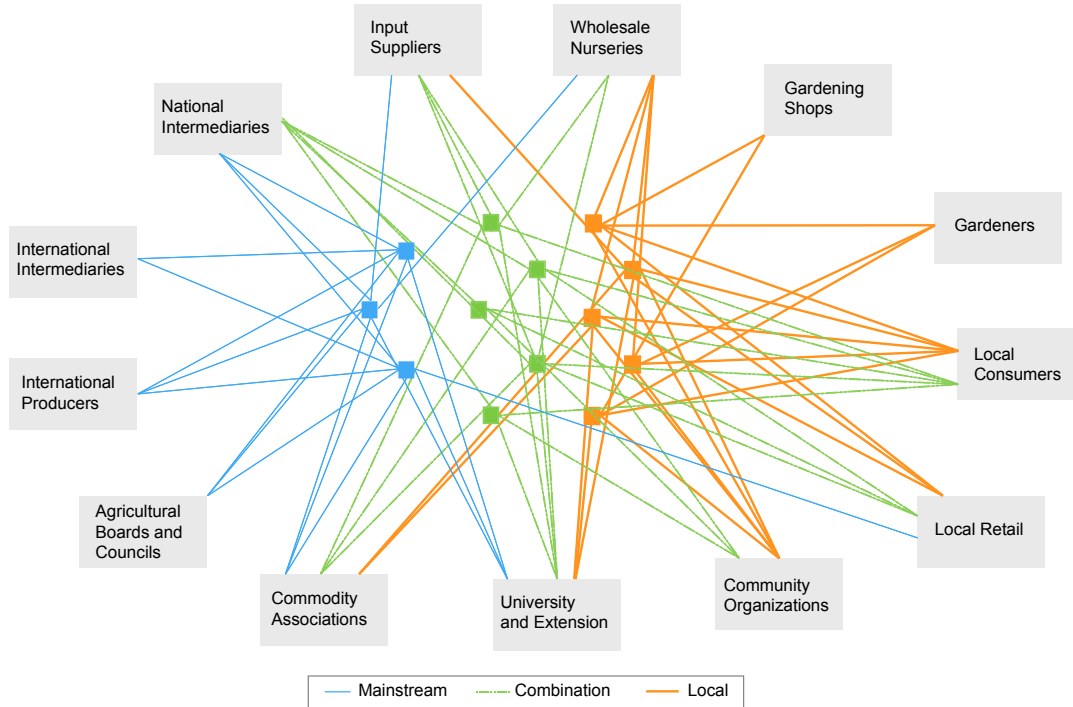 Input
Suppliers
Wholesale
Nurseries
Gardening
Shops
National
Intermediaries
Gardeners
International
Intermediaries
Local
Consumers
International
Producers
Local Retail
Agricultural
Boards and
Councils
Commodity
Associations
University
and Extension
Community
Organizations
Mainstream
Combination
Local